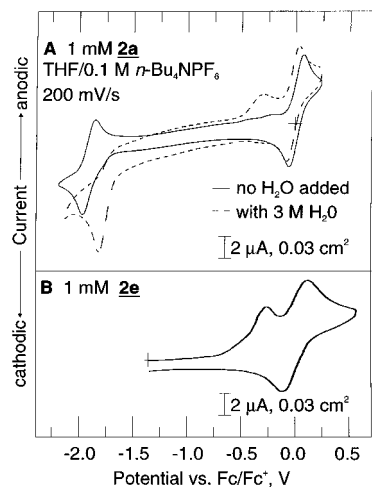 A 1 mM 2a
THF/0.1 M n-Bu₄NPF₆
200 mV/s
no H₂O added
with 3 M H₂0
2 μA, 0.03 cm²
B 1 mM 2e
2 μA, 0.03 cm²
cathodic Current anodic
-2.0 -1.5 -1.0 -0.5 0.0 0.5
Potential vs. Fc/Fc⁺, V